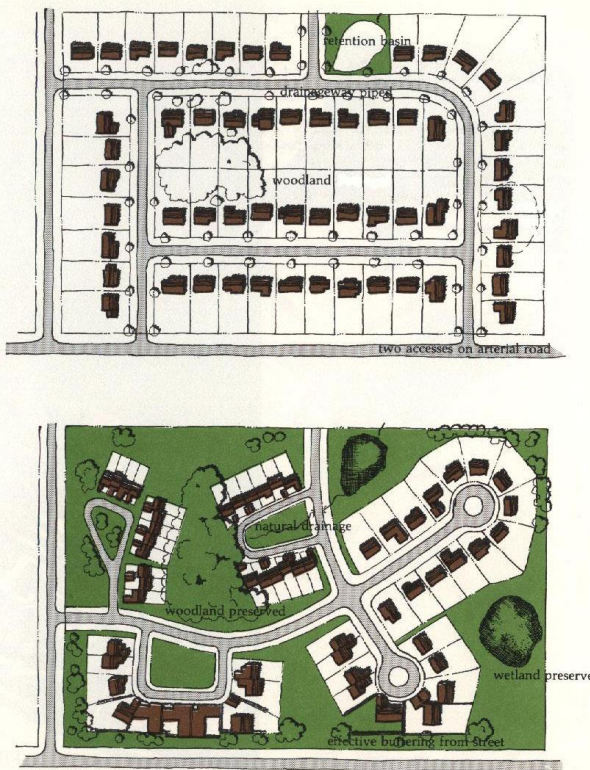 retention basin
drainageway piped
woodland
two accesses on arterial road
natural drainage
woodland preserved
wetland preserve
effective buffering from street